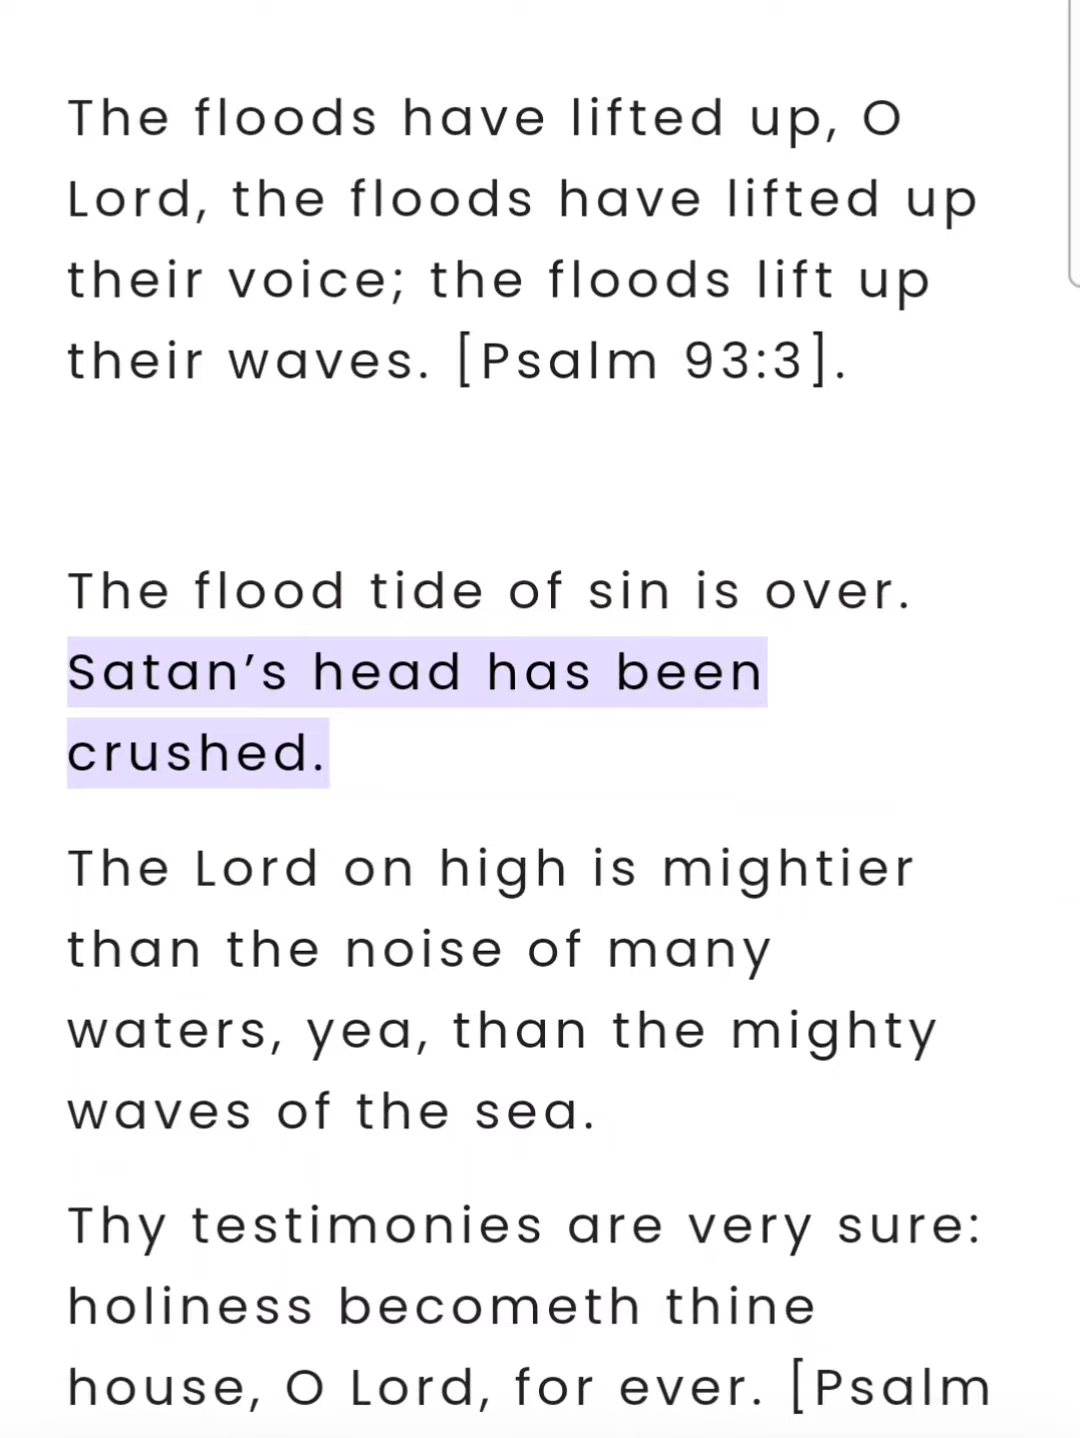 The floods have lifted up, O
Lord, the floods have lifted up
their voice; the floods lift up
their waves. [Psalm 93:3].
The flood tide of sin is over.
Satan’s head has been
crushed.
The Lord on high is mightier
than the noise of many
waters, yea, than the mighty
waves of the sea.
Thy testimonies are very sure:
holiness becometh thine
house, O Lord, for ever. [Psalm